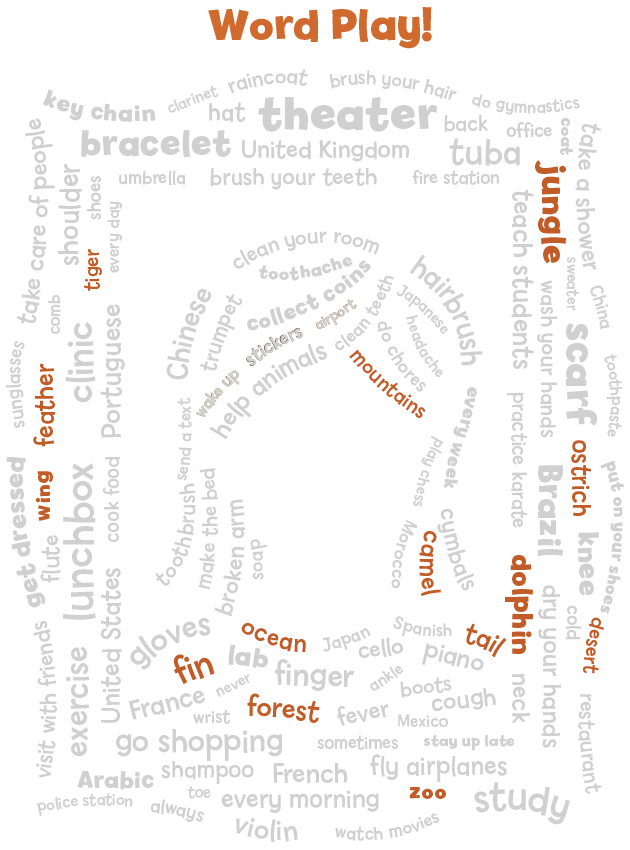 Word Play!
key chain
clarinet
raincoat
brush your hair
do gymnastics
hat
theater
back
office
coat
take a shower
bracelet
United Kingdom
tuba
umbrella
brush your teeth
fire station
take care of people
shoulder
shoes
every day
tiger
comb
jungle
teach students
sweater
China
wash your hands
scarf
clean your room
toothache
collect coins
hairbrush
Chinese
trumpet
stickers
airport
clean teeth
Japanese
headache
do chores
wake up
help animals
mountains
sunglasses
feather
clinic
Portuguese
toothpaste
every week
practice karate
ostrich
send a text
play chess
get dressed
wing
lunchbox
cook food
toothbrush
make the bed
broken arm
soap
Morocco
camel
cymbals
Brazil
knee
put on your shoes
flute
dolphin
dry your hands
cold
desert
visit with friends
exercise
United States
gloves
ocean
Japan
Spanish
tail
cello
piano
fin
lab
finger
ankle
boots
cough
neck
restaurant
France
never
wrist
forest
fever
Mexico
go shopping
sometimes
stay up late
Arabic
shampoo
French
fly airplanes
police station
always
toe
every morning
zoo
study
violin
watch movies